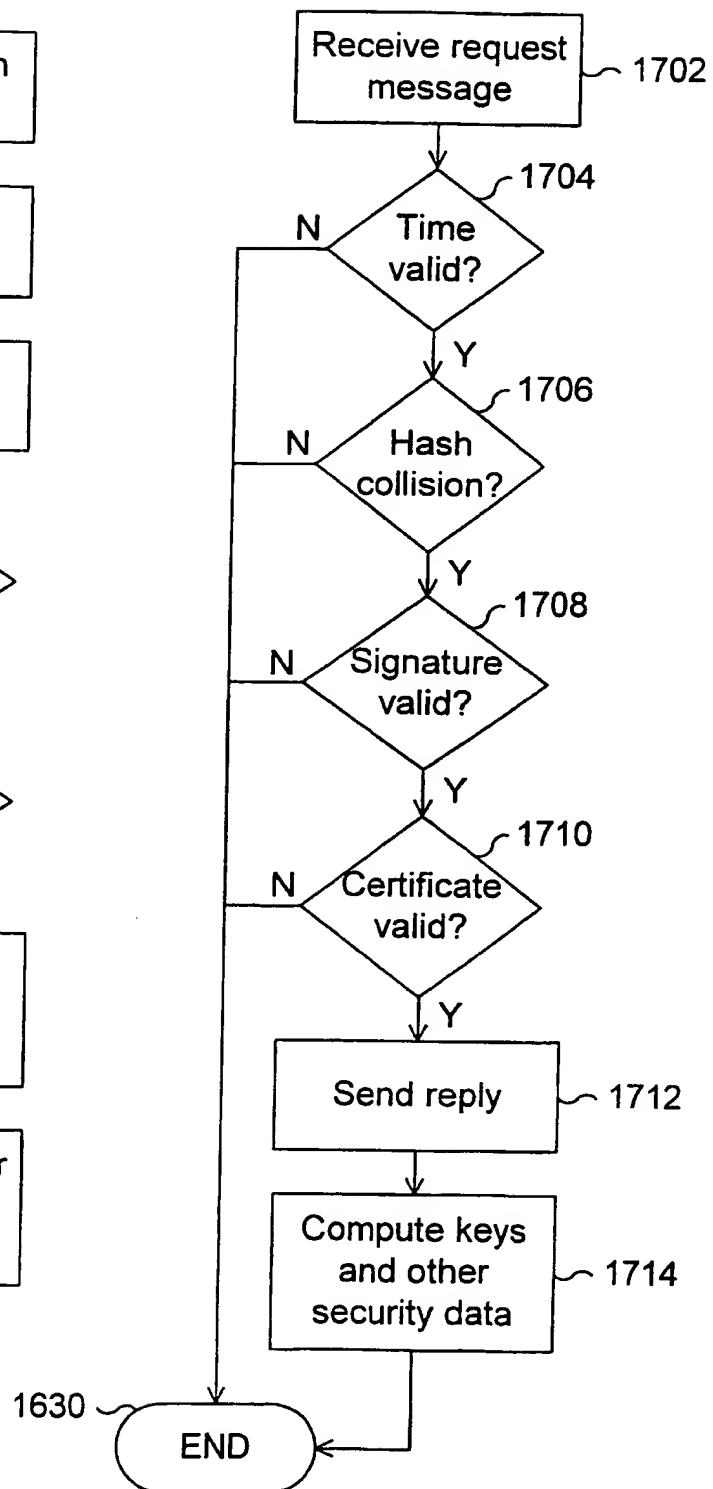 Receive request
message
1702
1704
Time
valid?
N
Y
1706
Hash
collision?
N
Y
1708
Signature
valid?
N
Y
1710
Certificate
valid?
N
Y
Send reply
1712
Compute keys
and other
security data
1714
1630
END